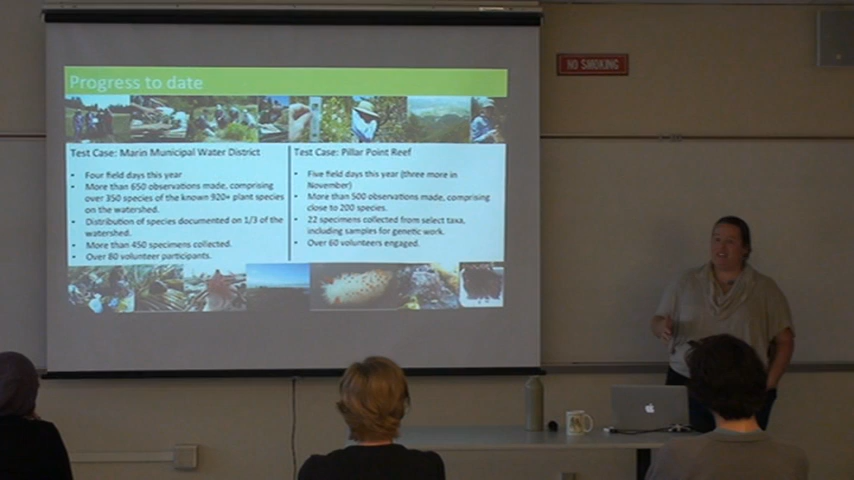 Progress to date
NO SMOKING
Test Case: Marin Municipal Water District
• Four field days this year
• More than 650 observations made, comprising
over 350 species of the known 920+ plant species
on the watershed.
• Distribution of species documented on 1/3 of the
watershed.
• More than 450 specimens collected.
• Over 80 volunteer participants.
Test Case: Pillar Point Reef
• Five field days this year (three more in
November)
• More than 500 observations made, comprising
close to 200 species.
• 22 specimens collected from select taxa,
including samples for genetic work.
• Over 60 volunteers engaged.